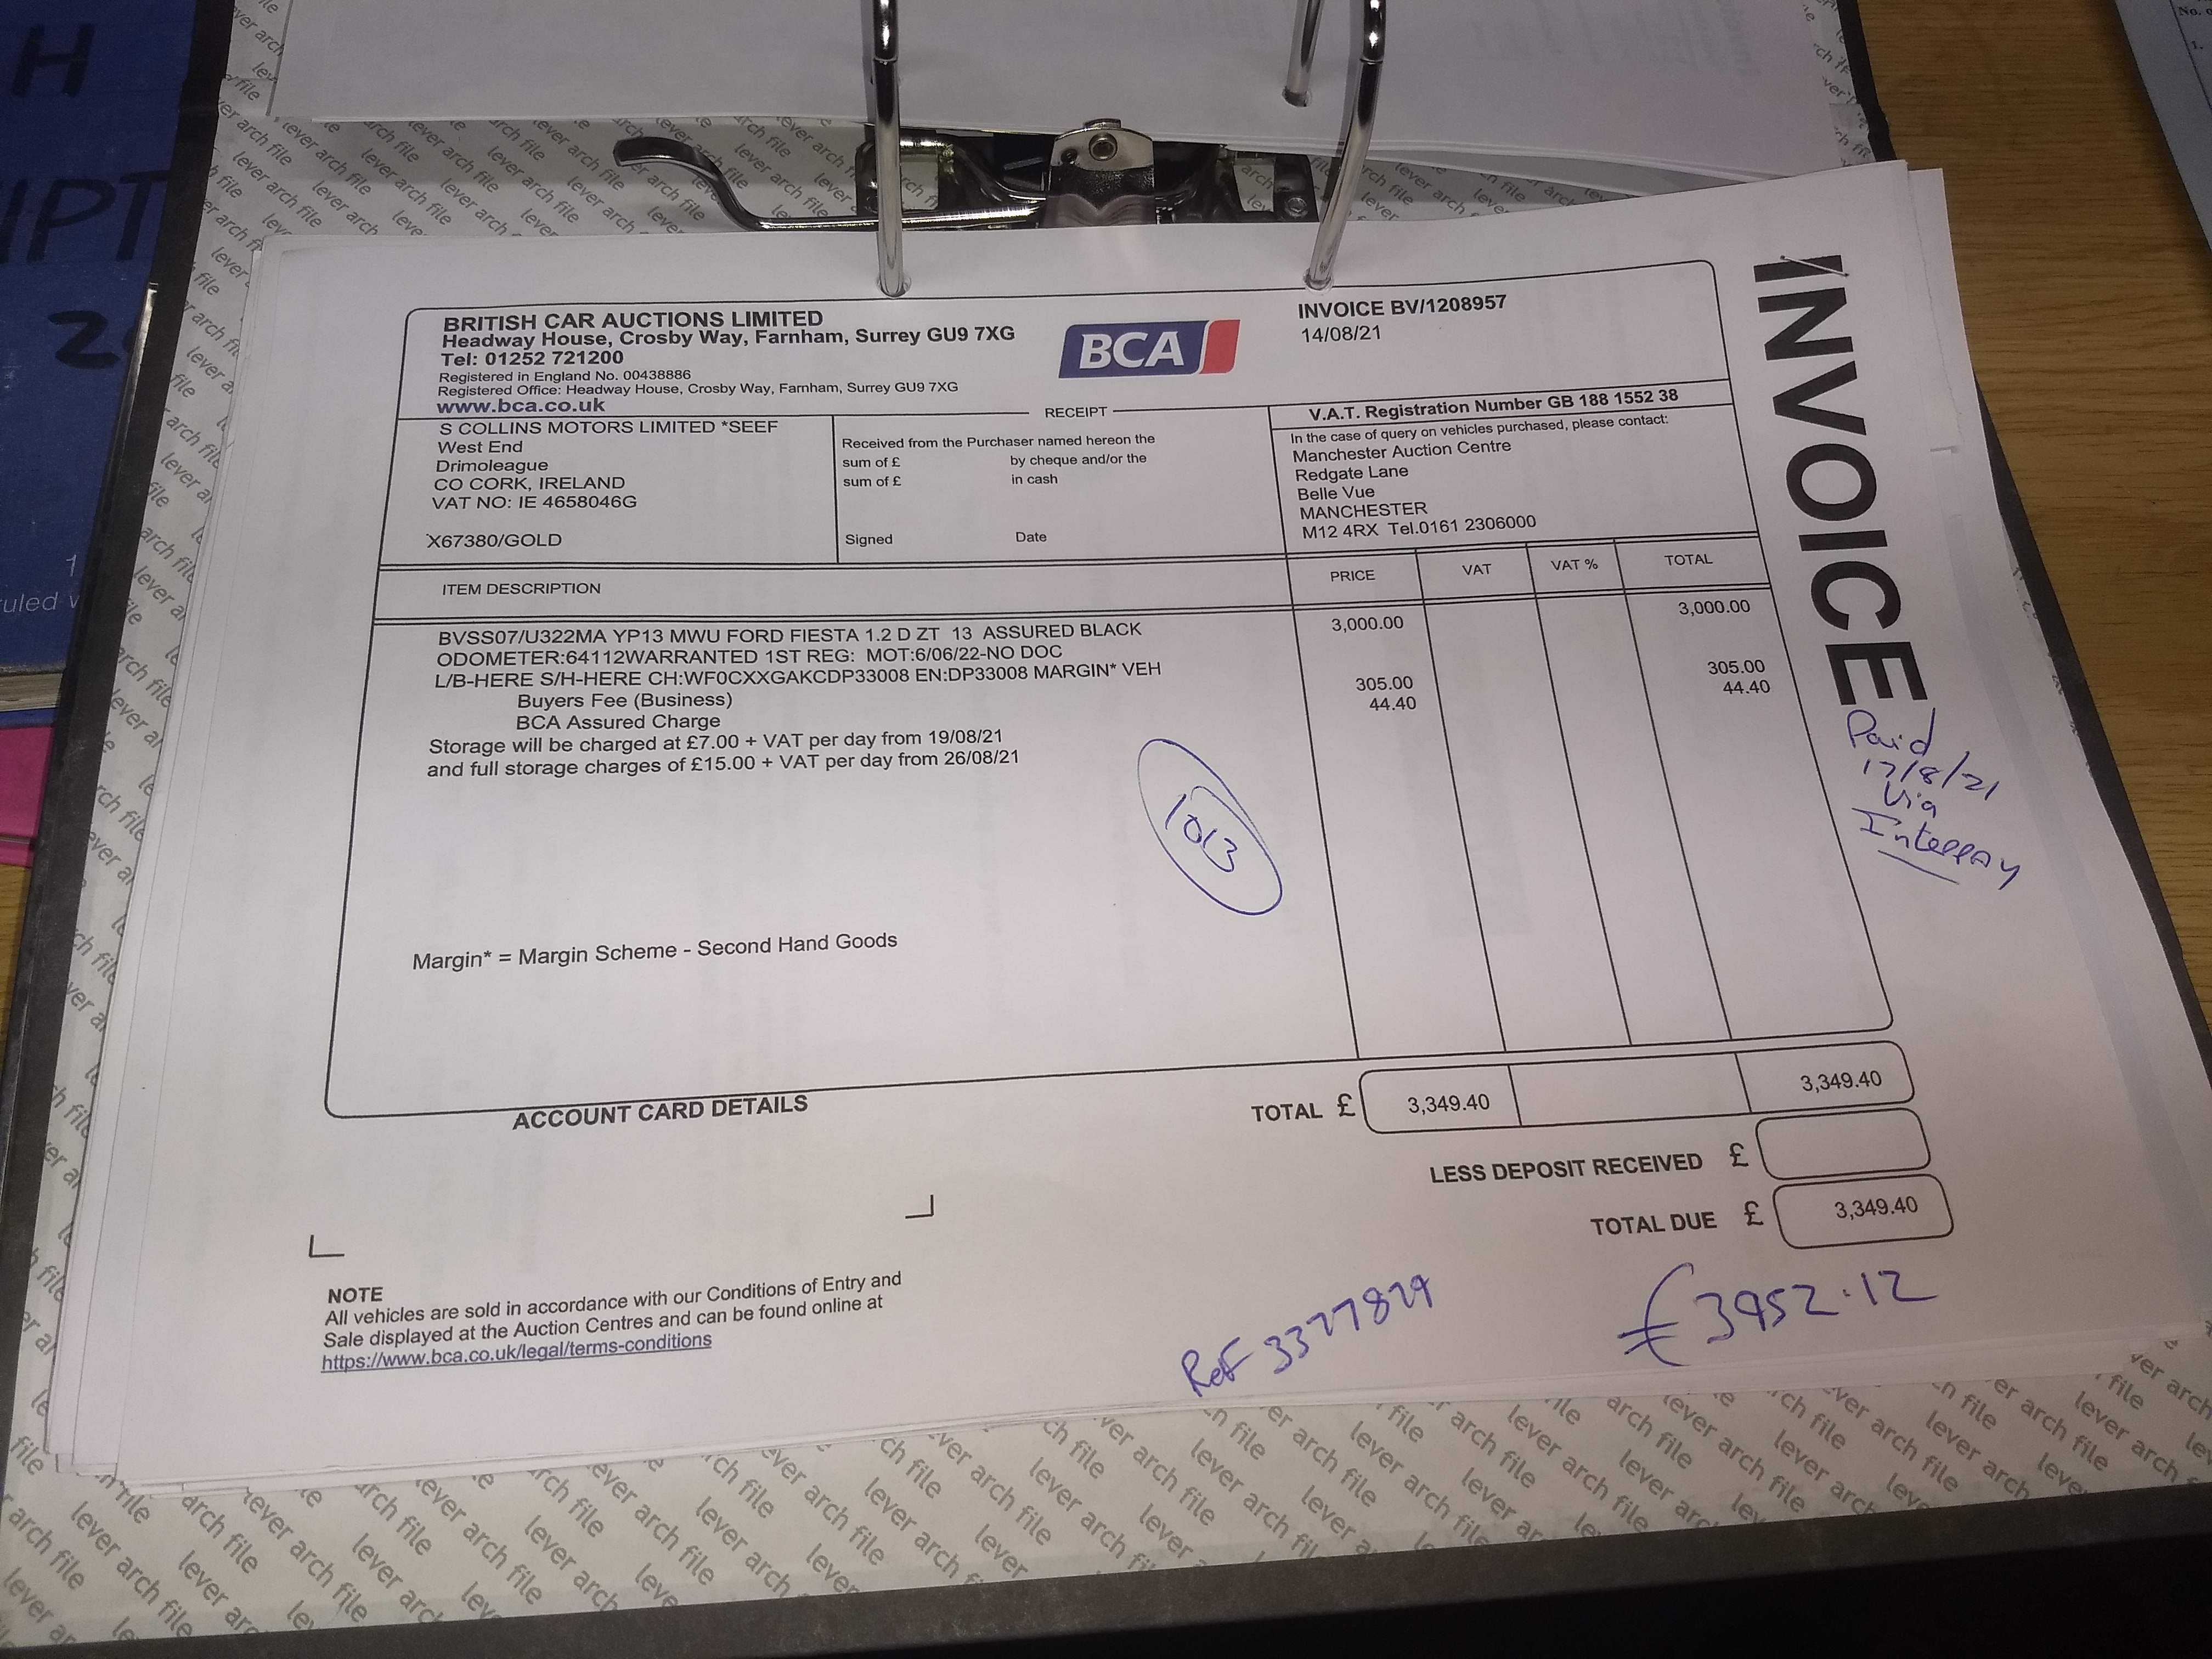 BRITISH CAR AUCTIONS LIMITED
Headway House, Crosby Way, Farnham, Surrey GU9 7XG
Tel: 01252 721200
Registered in England No. 00438886
Registered Office: Headway House, Crosby Way, Farnham, Surrey GU9 7XG
www.bca.co.uk
BCA
INVOICE BV/1208957
14/08/21
INVOICE
S COLLINS MOTORS LIMITED *SEEF
West End
Drimoleague
CO CORK, IRELAND
VAT NO: IE 4658046G
X67380/GOLD
RECEIPT
Received from the Purchaser named hereon the
sum of £ by cheque and/or the
sum of £ in cash
Signed Date
V.A.T. Registration Number GB 188 1552 38
In the case of query on vehicles purchased, please contact:
Manchester Auction Centre
Redgate Lane
Belle Vue
MANCHESTER
M12 4RX Tel.0161 2306000
ITEM DESCRIPTION PRICE VAT VAT % TOTAL
BVSS07/U322MA YP13 MWU FORD FIESTA 1.2 D ZT 13 ASSURED BLACK 3,000.00 3,000.00
ODOMETER:64112WARRANTED 1ST REG: MOT:6/06/22-NO DOC
L/B-HERE S/H-HERE CH:WF0CXXGAKCDP33008 EN:DP33008 MARGIN* VEH
Buyers Fee (Business) 305.00 305.00
BCA Assured Charge 44.40 44.40
Storage will be charged at £7.00 + VAT per day from 19/08/21
and full storage charges of £15.00 + VAT per day from 26/08/21
1013
Paid
17/8/21
Via
Interpay
Margin* = Margin Scheme - Second Hand Goods
ACCOUNT CARD DETAILS
TOTAL £ 3,349.40 3,349.40
LESS DEPOSIT RECEIVED £
TOTAL DUE £ 3,349.40
NOTE
All vehicles are sold in accordance with our Conditions of Entry and
Sale displayed at the Auction Centres and can be found online at
https://www.bca.co.uk/legal/terms-conditions
Ref 3377829
€3952.12
lever arch file